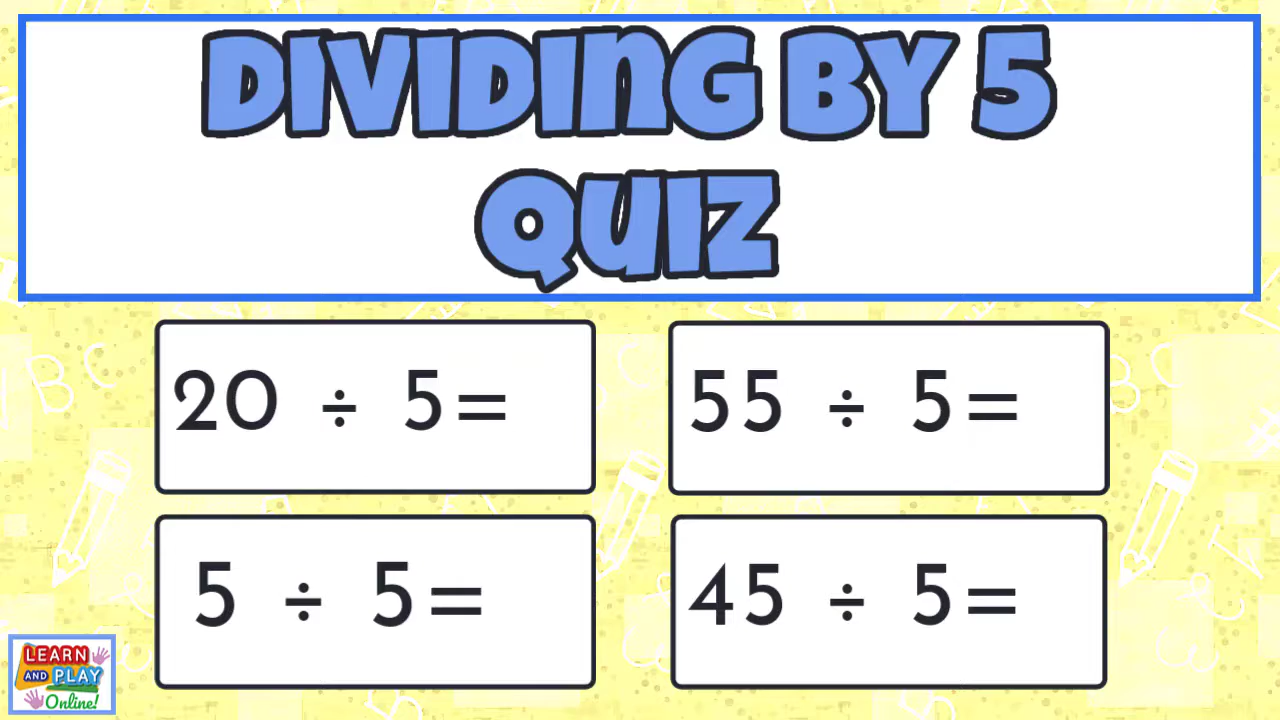 DIVIDING BY 5
QUIZ
20 ÷ 5=
55 ÷ 5=
5 ÷ 5=
45 ÷ 5=
LEARN
AND PLAY
Online!